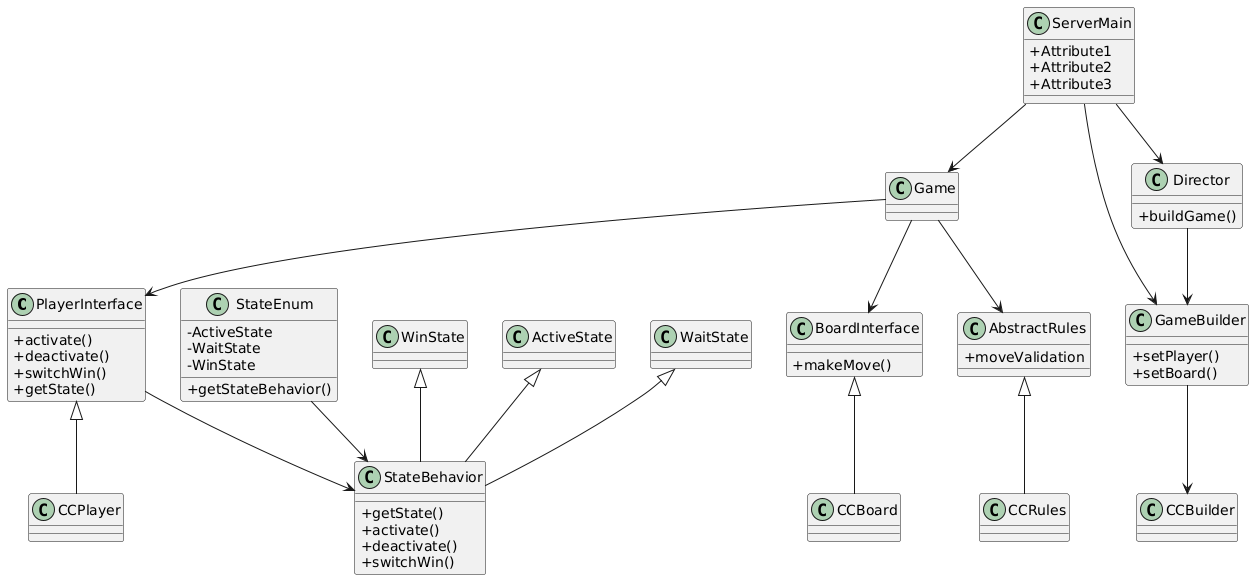 C ServerMain
+Attribute1
+Attribute2
+Attribute3
C Game
C Director
+buildGame()
C PlayerInterface
+activate()
+deactivate()
+switchWin()
+getState()
C StateEnum
-ActiveState
-WaitState
-WinState
+getStateBehavior()
C WinState
C ActiveState
C WaitState
C BoardInterface
+makeMove()
C AbstractRules
+moveValidation
C GameBuilder
+setPlayer()
+setBoard()
C CCPlayer
C StateBehavior
+getState()
+activate()
+deactivate()
+switchWin()
C CCBoard
C CCRules
C CCBuilder